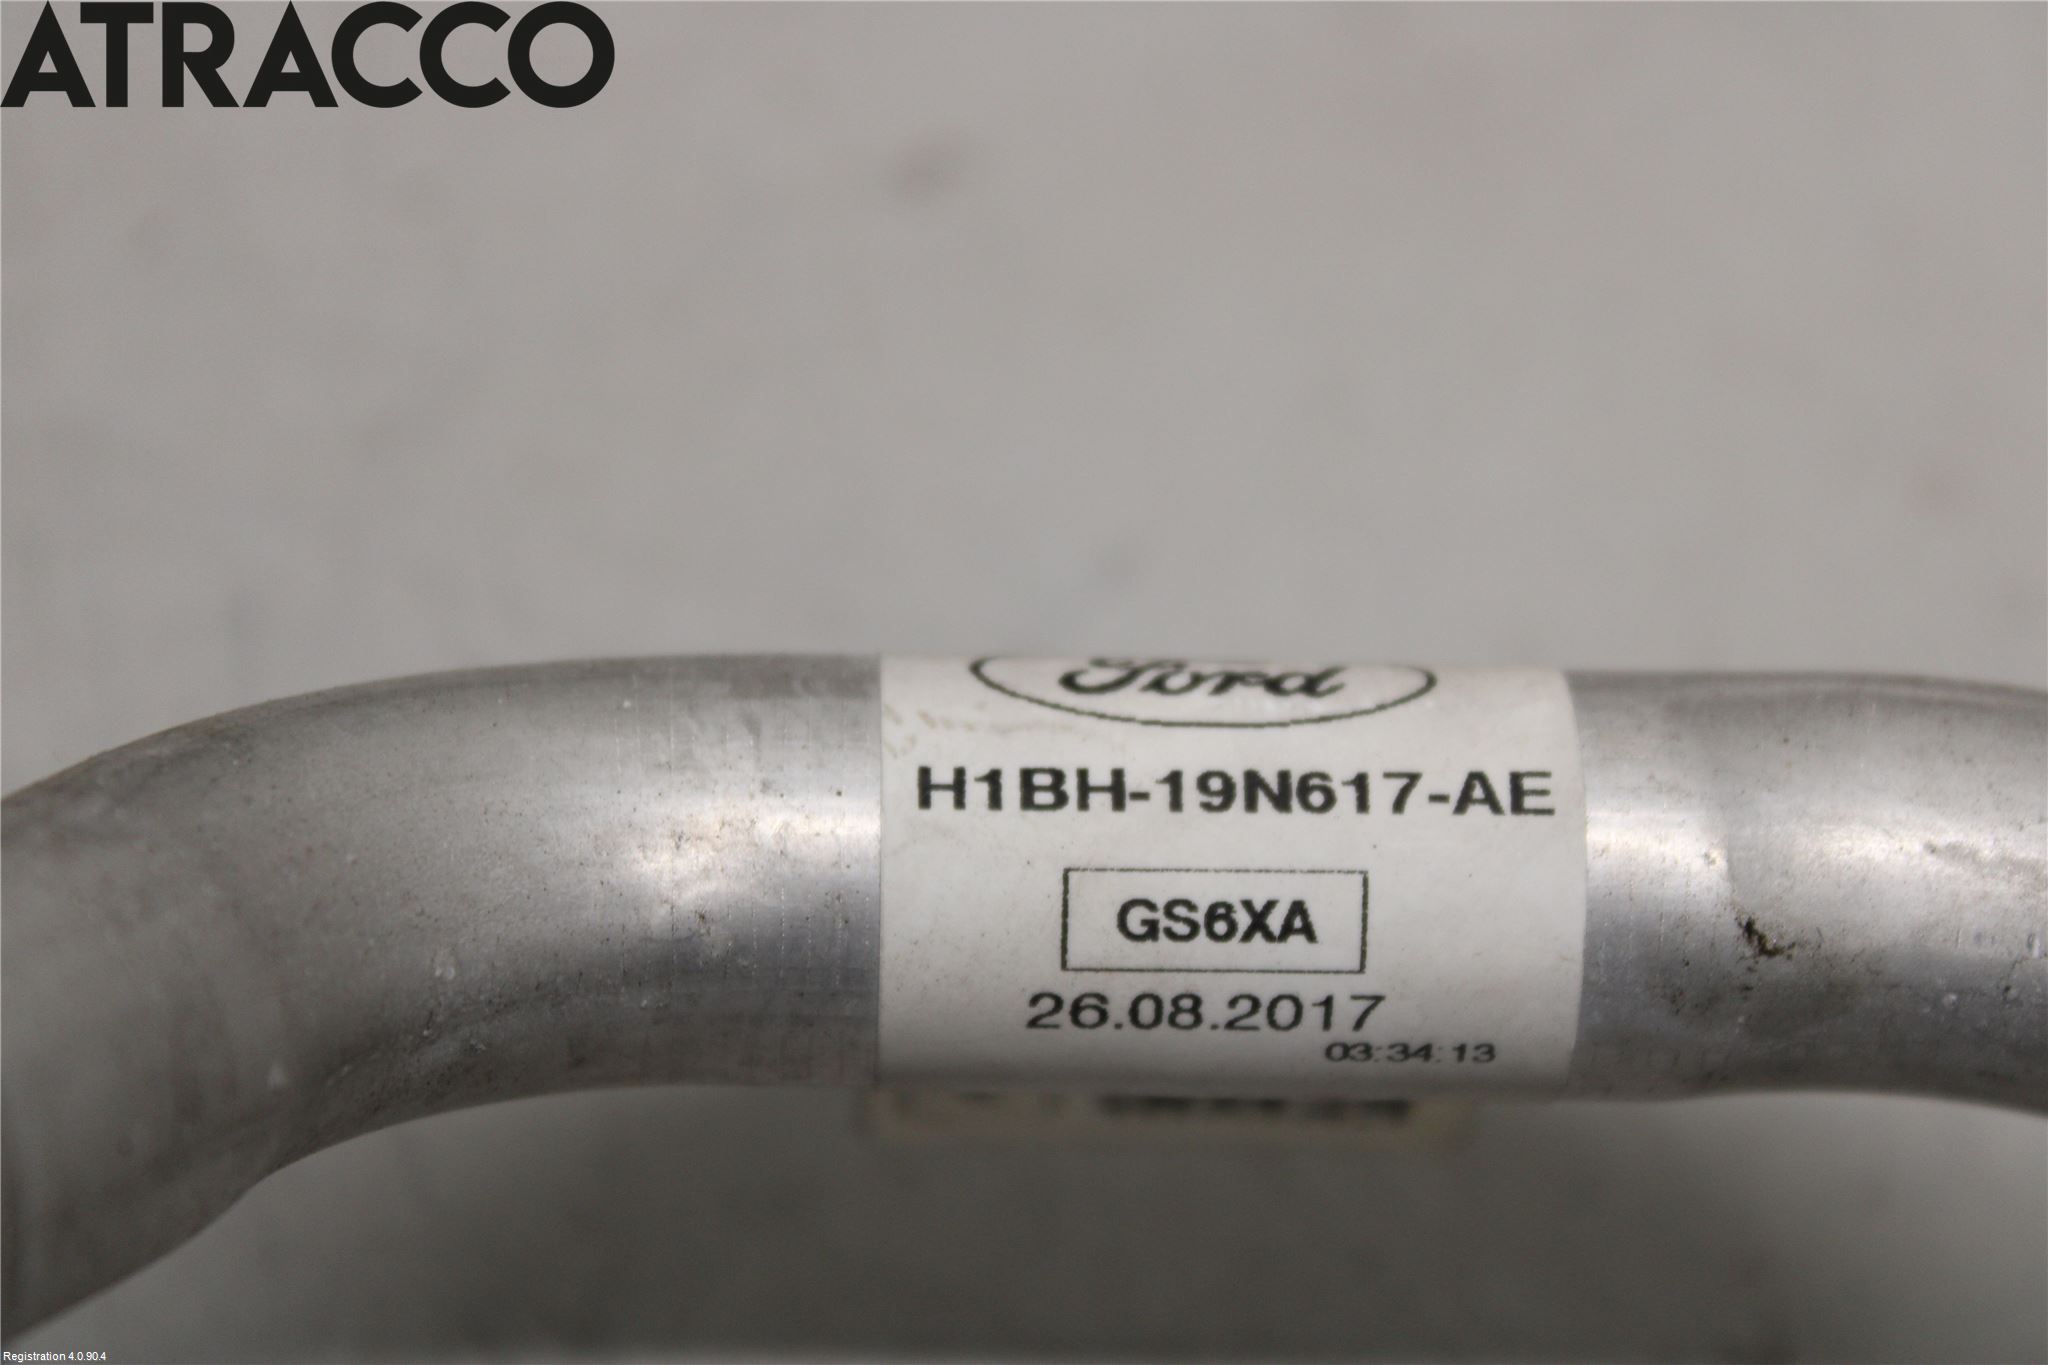 ATRACCO
Ford
H1BH-19N617-AE
GS6XA
26.08.2017
03:34:13
Registration 4.0.90.4